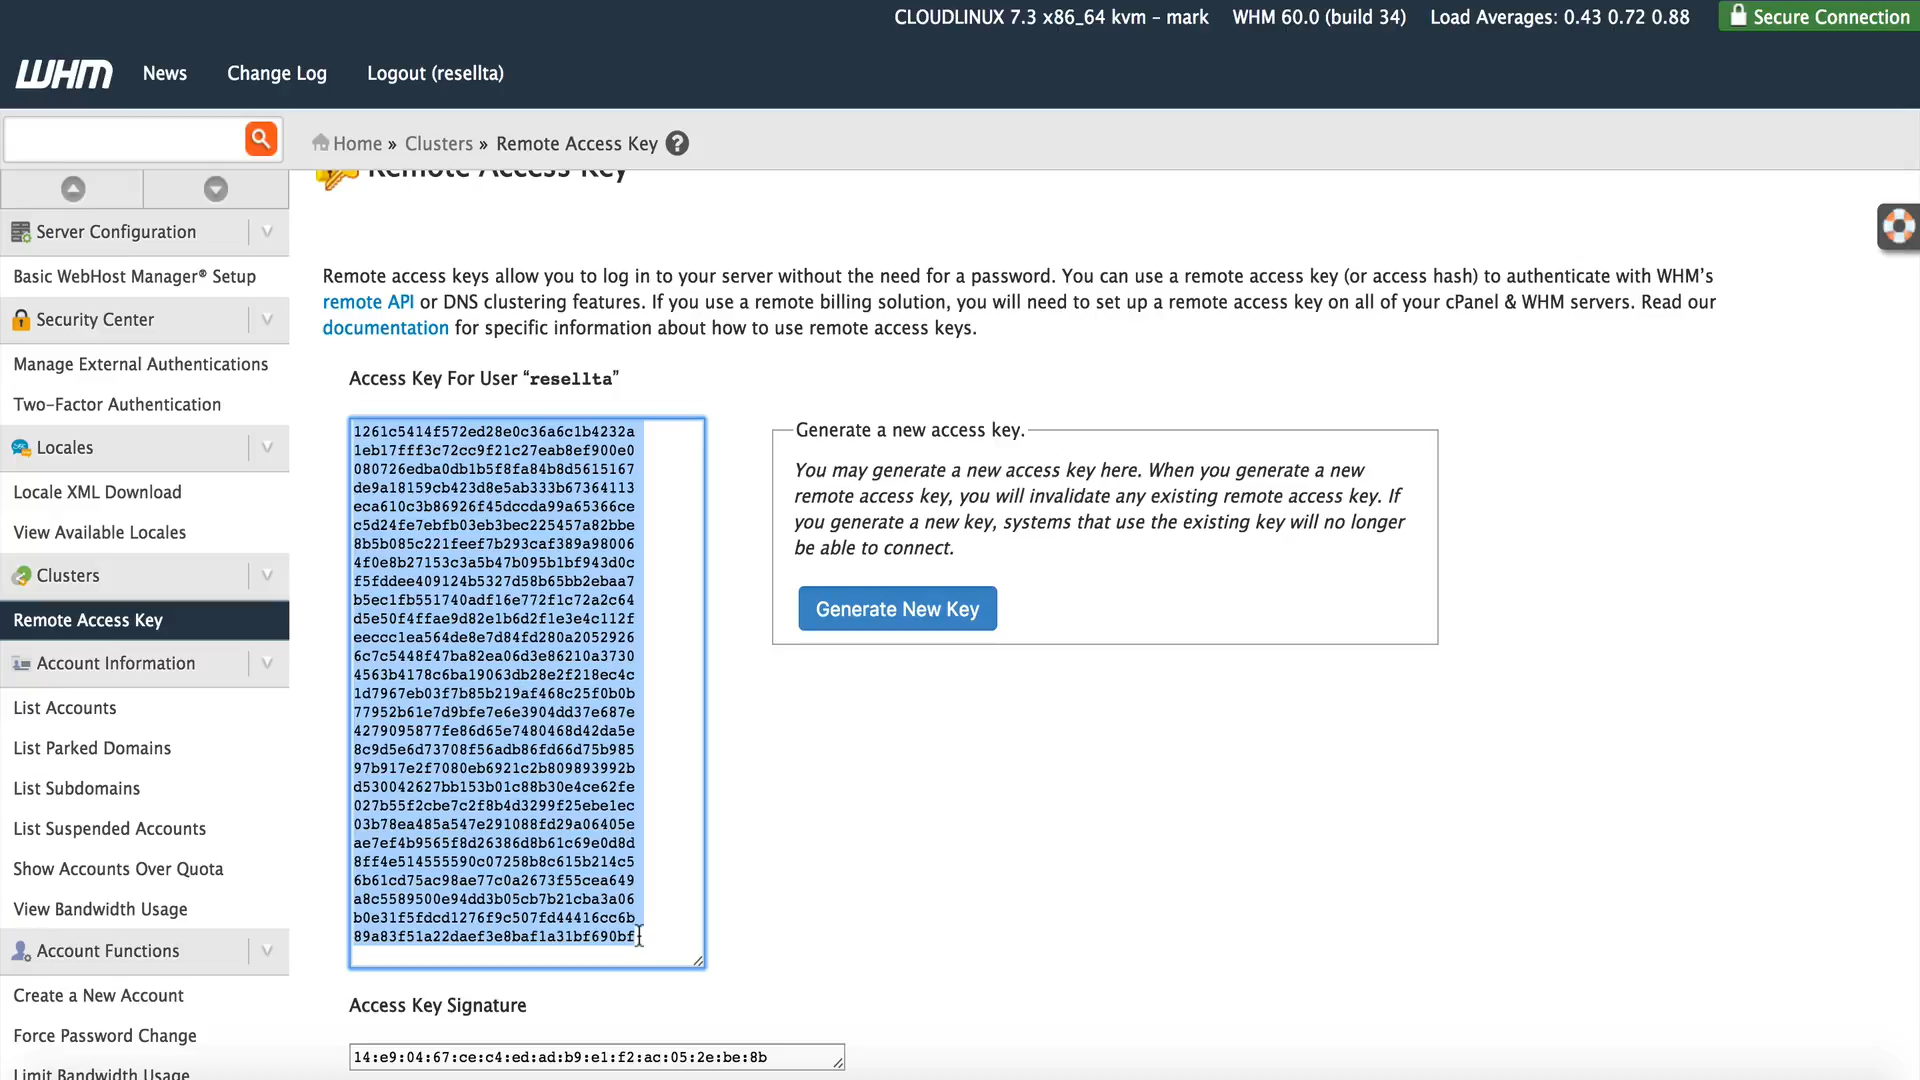 CLOUDLINUX 7.3 x86_64 kvm – mark WHM 60.0 (build 34) Load Averages: 0.43 0.72 0.88 Secure Connection
WHM News Change Log Logout (resellta)
Home » Clusters » Remote Access Key ?
Remote Access Key
Server Configuration
Basic WebHost Manager® Setup
Security Center
Manage External Authentications
Two-Factor Authentication
Locales
Locale XML Download
View Available Locales
Clusters
Remote Access Key
Account Information
List Accounts
List Parked Domains
List Subdomains
List Suspended Accounts
Show Accounts Over Quota
View Bandwidth Usage
Account Functions
Create a New Account
Force Password Change
Limit Bandwidth Usage
Remote access keys allow you to log in to your server without the need for a password. You can use a remote access key (or access hash) to authenticate with WHM's
remote API or DNS clustering features. If you use a remote billing solution, you will need to set up a remote access key on all of your cPanel & WHM servers. Read our
documentation for specific information about how to use remote access keys.
Access Key For User “resellta”
1261c5414f572ed28e0c36a6c1b4232a
1eb17fff3c72cc9f21c27eab8ef900e0
080726edba0db1b5f8fa84b8d5615167
de9a18159cb423d8e5ab333b67364113
eca610c3b86926f45dccda99a65366ce
c5d24fe7ebfb03eb3bec225457a82bbe
8b5b085c221feef7b293caf389a98006
4f0e8b27153c3a5b47b095b1bf943d0c
f5fddee409124b5327d58b65bb2ebaa7
b5ec1fb551740adf16e772f1c72a2c64
d5e50f4ffae9d82e1b6d2f1e3e4c112f
eeccc1ea564de8e7d84fd280a2052926
6c7c5448f47ba82ea06d3e86210a3730
4563b4178c6ba19063db28e2f218ec4c
1d7967eb03f7b85b219af468c25f0b0b
77952b61e7d9bfe7e6e3904dd37e687e
4279095877fe86d65e7480468d42da5e
8c9d5e6d73708f56adb86fd66d75b985
97b917e2f7080eb6921c2b809893992b
d530042627bb153b01c88b30e4ce62fe
027b55f2cbe7c2f8b4d3299f25ebe1ec
03b78ea485a547e291088fd29a06405e
ae7ef4b9565f8d26386d8b61c69e0d8d
8ff4e514555590c07258b8c615b214c5
6b61cd75ac98ae77c0a2673f55cea649
a8c5589500e94dd3b05cb7b21cba3a06
b0e31f5fdcd1276f9c507fd44416cc6b
89a83f51a22daef3e8baf1a31bf690bf
Generate a new access key.
You may generate a new access key here. When you generate a new
remote access key, you will invalidate any existing remote access key. If
you generate a new key, systems that use the existing key will no longer
be able to connect.
Generate New Key
Access Key Signature
14:e9:04:67:ce:c4:ed:ad:b9:e1:f2:ac:05:2e:be:8b